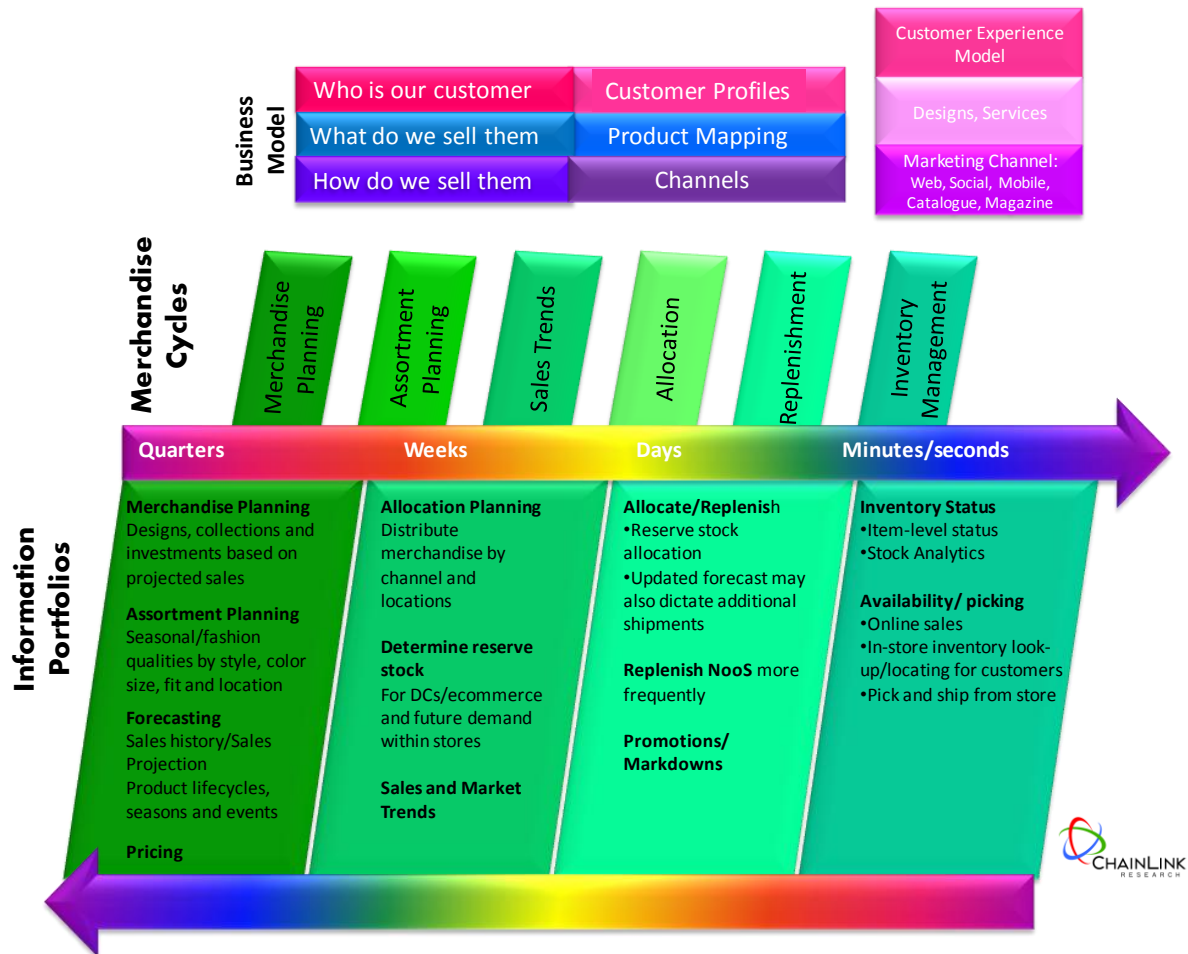 Customer Experience
Model
Designs, Services
Marketing Channel:
Web, Social, Mobile,
Catalogue, Magazine
Business
Model
Who is our customer
Customer Profiles
What do we sell them
Product Mapping
How do we sell them
Channels
Merchandise
Cycles
Merchandise
Planning
Assortment
Planning
Sales Trends
Allocation
Replenishment
Inventory
Management
Quarters
Weeks
Days
Minutes/seconds
Information
Portfolios
Merchandise Planning
Designs, collections and
investments based on
projected sales
Assortment Planning
Seasonal/fashion
qualities by style, color
size, fit and location
Forecasting
Sales history/Sales
Projection
Product lifecycles,
seasons and events
Pricing
Allocation Planning
Distribute
merchandise by
channel and
locations
Determine reserve
stock
For DCs/ecommerce
and future demand
within stores
Sales and Market
Trends
Allocate/Replenish
•Reserve stock
allocation
•Updated forecast may
also dictate additional
shipments
Replenish NooS more
frequently
Promotions/
Markdowns
Inventory Status
•Item-level status
•Stock Analytics
Availability/ picking
•Online sales
•In-store inventory look-
up/locating for customers
•Pick and ship from store
CHAINLINK
RESEARCH